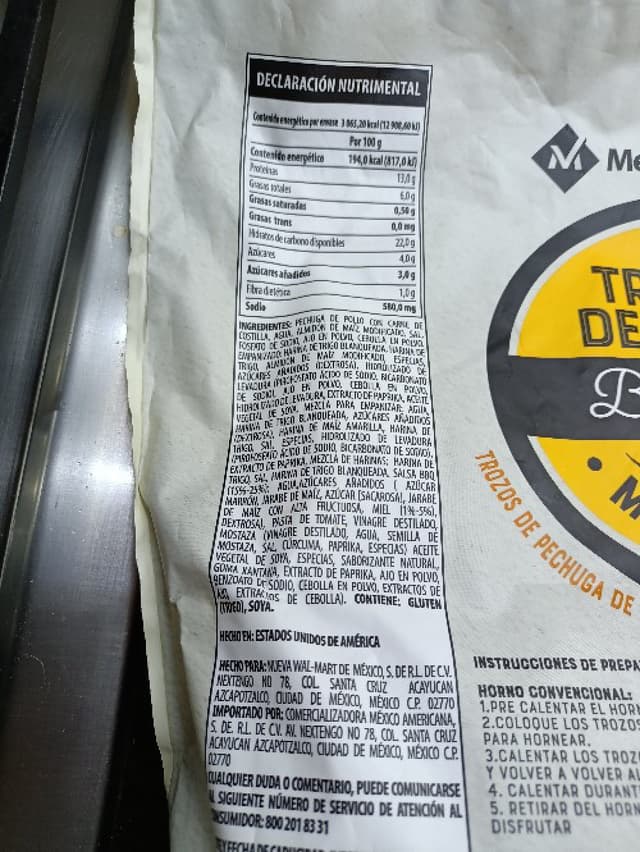 DECLARACIÓN NUTRIMENTAL
Contenido energético por envase 3 065,20 kcal (12 908,60 kJ)
Por 100 g
Contenido energético 194,0 kcal (817,0 kJ)
Proteínas 13,0 g
Grasas totales 6,0 g
Grasas saturadas 0,50 g
Grasas trans 0,0 mg
Hidratos de carbono disponibles 22,0 g
Azúcares 4,0 g
Azúcares añadidos 3,0 g
Fibra dietética 1,0 g
Sodio 580,0 mg
INGREDIENTES: PECHUGA DE POLLO CON CARNE DE
COSTILLA, AGUA, ALMIDÓN DE MAÍZ MODIFICADO, SAL,
FOSFATO DE SODIO, AJO EN POLVO, CEBOLLA EN POLVO,
EMPANIZADO: HARINA DE TRIGO BLANQUEADA, HARINA DE
TRIGO, ALMIDÓN DE MAÍZ MODIFICADO, ESPECIAS,
AZÚCARES AÑADIDOS (DEXTROSA), HIDROLIZADO DE
LEVADURA (PIROFOSFATO ÁCIDO DE SODIO, BICARBONATO
DE SODIO), AJO EN POLVO, CEBOLLA EN POLVO,
HIDROLIZADO DE LEVADURA, EXTRACTO DE PAPRIKA, ACEITE
VEGETAL DE SOYA, MEZCLA PARA EMPANIZAR: AGUA,
HARINA DE TRIGO BLANQUEADA, AZÚCARES AÑADIDOS
(DEXTROSA), HARINA DE MAÍZ AMARILLA, HARINA DE
TRIGO, SAL, ESPECIAS, HIDROLIZADO DE LEVADURA
(PIROFOSFATO ÁCIDO DE SODIO, BICARBONATO DE SODIO),
EXTRACTO DE PAPRIKA, MEZCLA DE HARINAS: HARINA DE
TRIGO, SAL, HARINA DE TRIGO BLANQUEADA, SALSA BBQ
(15%-25%): AGUA, AZÚCARES AÑADIDOS ( AZÚCAR
MARRÓN, JARABE DE MAÍZ, AZÚCAR (SACAROSA), JARABE
DE MAÍZ CON ALTA FRUCTUOSA, MIEL (1%-5%),
DEXTROSA), PASTA DE TOMATE, VINAGRE DESTILADO,
MOSTAZA (VINAGRE DESTILADO, AGUA, SEMILLA DE
MOSTAZA, SAL, CÚRCUMA, PAPRIKA, ESPECIAS) ACEITE
VEGETAL DE SOYA, ESPECIAS, SABORIZANTE NATURAL,
GOMA XANTANA, EXTRACTO DE PAPRIKA, AJO EN POLVO,
BENZOATO DE SODIO, CEBOLLA EN POLVO, EXTRACTOS DE
AJO, EXTRACTOS DE CEBOLLA). CONTIENE: GLUTEN
(TRIGO), SOYA.
HECHO EN: ESTADOS UNIDOS DE AMÉRICA
HECHO PARA: NUEVA WAL-MART DE MÉXICO, S. DE R.L. DE C.V.
NEXTENGO NO 78, COL. SANTA CRUZ ACAYUCAN
AZCAPOTZALCO, CIUDAD DE MÉXICO, MÉXICO C.P. 02770
IMPORTADO POR: COMERCIALIZADORA MÉXICO AMERICANA,
S. DE. R.L. DE C.V. AV. NEXTENGO NO 78, COL. SANTA CRUZ
ACAYUCAN AZCAPOTZALCO, CIUDAD DE MÉXICO, MÉXICO C.P.
02770
CUALQUIER DUDA O COMENTARIO, PUEDE COMUNICARSE
AL SIGUIENTE NÚMERO DE SERVICIO DE ATENCIÓN AL
CONSUMIDOR: 800 201 83 31
M
Me
TR
DE
B
M
TROZOS DE PECHUGA DE
INSTRUCCIONES DE PREPA
HORNO CONVENCIONAL:
1.PRE CALENTAR EL HORN
2.COLOQUE LOS TROZOS
PARA HORNEAR.
3.CALENTAR LOS TROZ
Y VOLVER A VOLVER A
4. CALENTAR DURANT
5. RETIRAR DEL HORN
DISFRUTAR